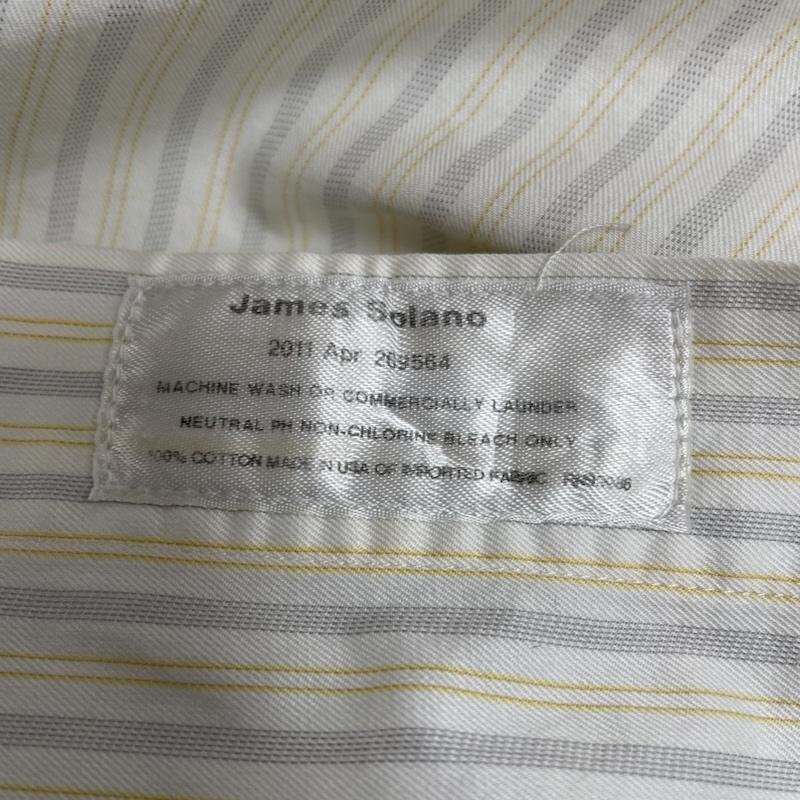 James Solano
2011 Apr 269564
MACHINE WASH OR COMMERCIALLY LAUNDER
NEUTRAL PH NON-CHLORINE BLEACH ONLY
100% COTTON MADE IN USA OF IMPORTED FABRIC